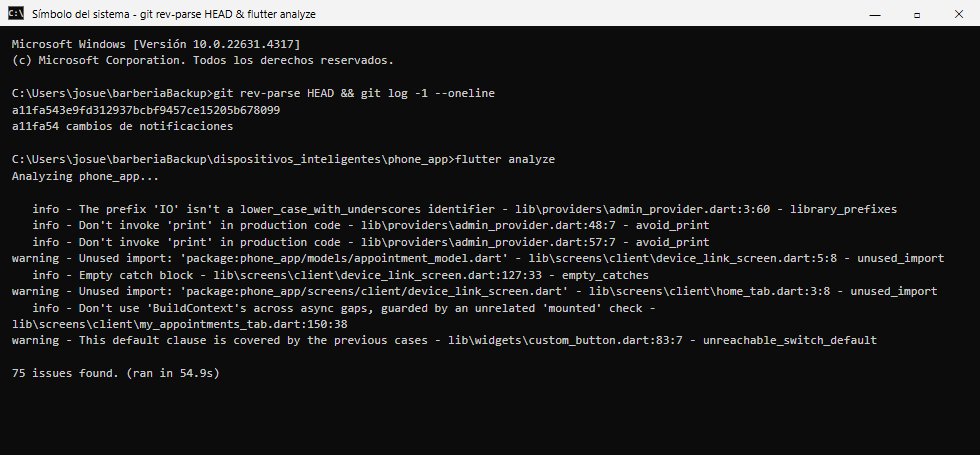 Símbolo del sistema - git rev-parse HEAD & flutter analyze
Microsoft Windows [Versión 10.0.22631.4317]
(c) Microsoft Corporation. Todos los derechos reservados.
C:\Users\josue\barberiaBackup>git rev-parse HEAD && git log -1 --oneline
a11fa543e9fd312937bcbf9457ce15205b678099
a11fa54 cambios de notificaciones
C:\Users\josue\barberiaBackup\dispositivos_inteligentes\phone_app>flutter analyze
Analyzing phone_app...
info - The prefix 'IO' isn't a lower_case_with_underscores identifier - lib\providers\admin_provider.dart:3:60 - library_prefixes
info - Don't invoke 'print' in production code - lib\providers\admin_provider.dart:48:7 - avoid_print
info - Don't invoke 'print' in production code - lib\providers\admin_provider.dart:57:7 - avoid_print
warning - Unused import: 'package:phone_app/models/appointment_model.dart' - lib\screens\client\device_link_screen.dart:5:8 - unused_import
info - Empty catch block - lib\screens\client\device_link_screen.dart:127:33 - empty_catches
warning - Unused import: 'package:phone_app/screens/client/device_link_screen.dart' - lib\screens\client\home_tab.dart:3:8 - unused_import
info - Don't use 'BuildContext's across async gaps, guarded by an unrelated 'mounted' check -
lib\screens\client\my_appointments_tab.dart:150:38
warning - This default clause is covered by the previous cases - lib\widgets\custom_button.dart:83:7 - unreachable_switch_default
75 issues found. (ran in 54.9s)